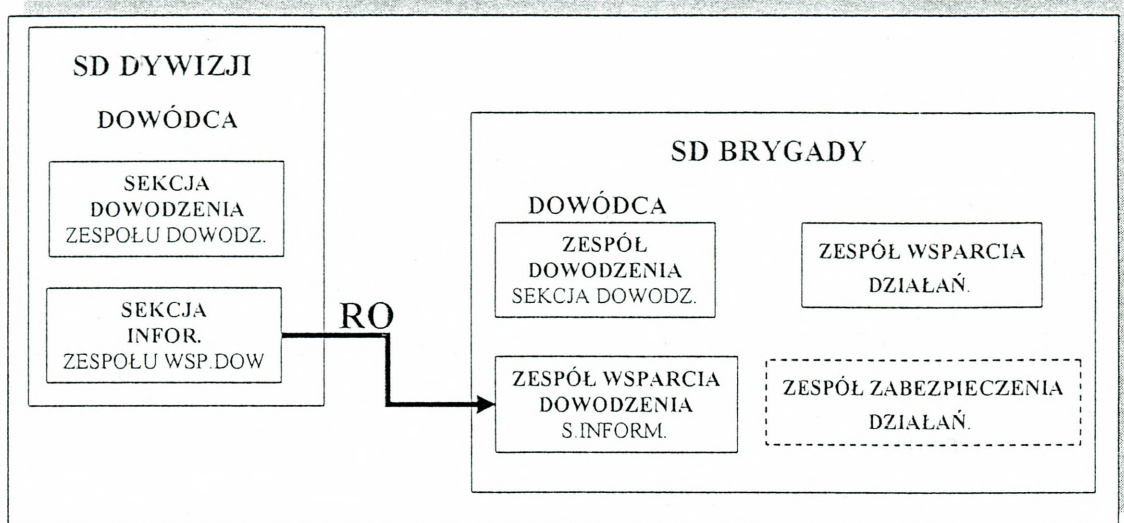 SD DYWIZJI
DOWÓDCA
SEKCJA
DOWODZENIA
ZESPOŁU DOWODZ.
SEKCJA
INFOR.
ZESPOŁU WSP.DOW
RO
SD BRYGADY
DOWÓDCA
ZESPÓŁ
DOWODZENIA
SEKCJA DOWODZ.
ZESPÓŁ WSPARCIA
DZIAŁAŃ.
ZESPÓŁ WSPARCIA
DOWODZENIA
S.INFORM.
ZESPÓŁ ZABEZPIECZENIA
DZIAŁAŃ.